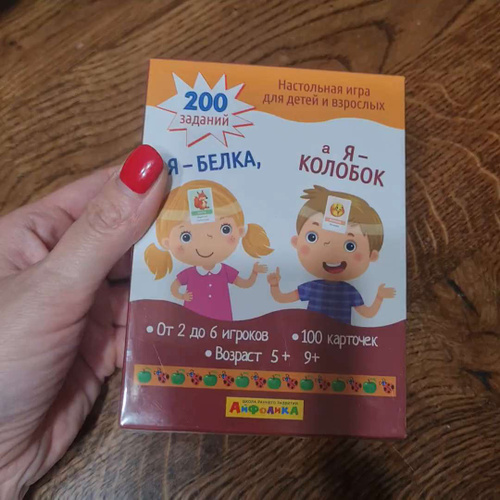 200
заданий
Настольная игра
для детей и взрослых
Я – БЕЛКА,
а Я –
КОЛОБОК
• От 2 до 6 игроков • 100 карточек
• Возраст 5+ 9+
АЙФОЛИКА